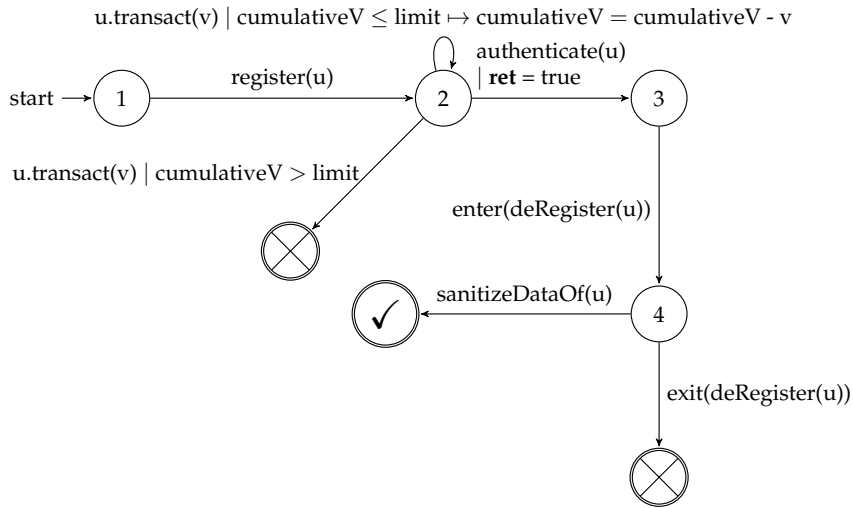 u.transact(v) | cumulativeV ≤ limit ↦ cumulativeV = cumulativeV - v
authenticate(u)
| ret = true
register(u)
start
1
2
3
u.transact(v) | cumulativeV > limit
enter(deRegister(u))
sanitizeDataOf(u)
4
exit(deRegister(u))